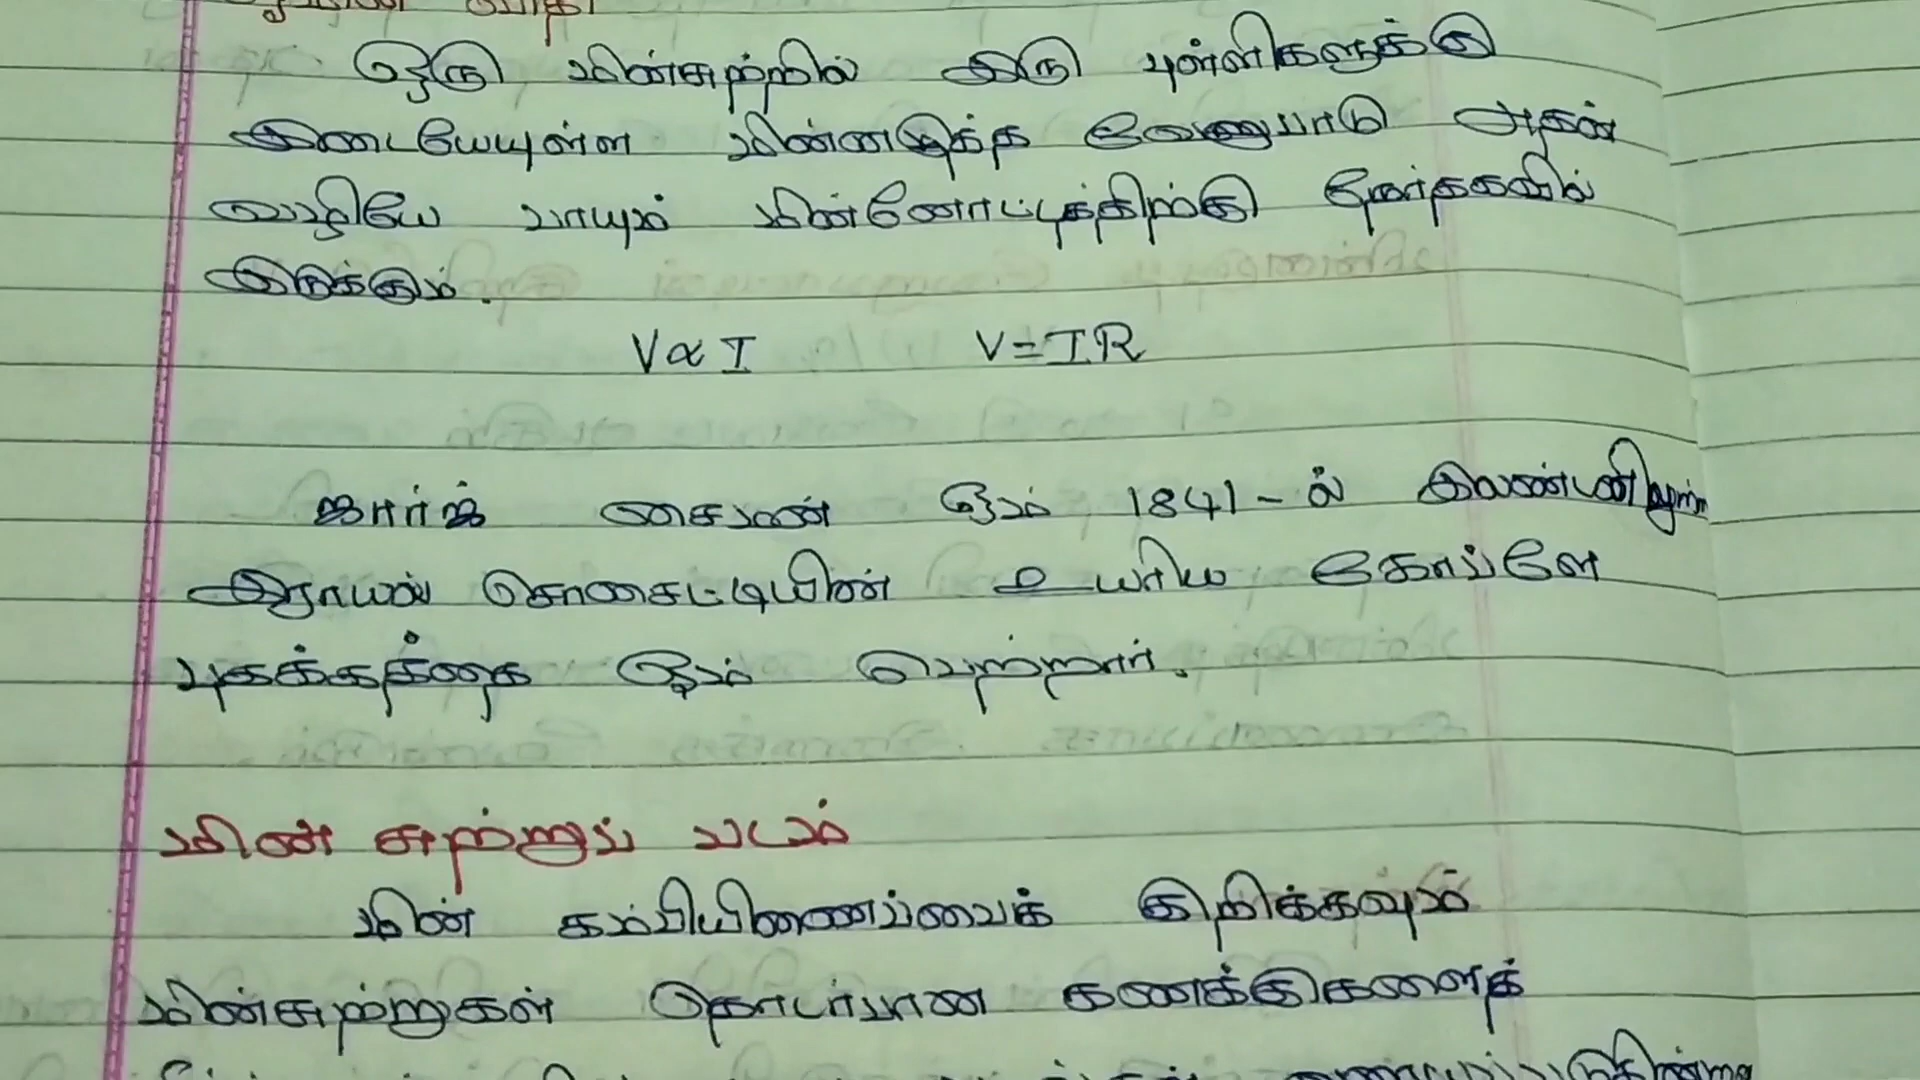 ஒரு மின்சுற்றில் இரு புள்ளிகளுக்கு
இடையேயுள்ள மின்னழுத்த வேறுபாடு அதன்
வழியே பாயும் மின்னோட்டத்திற்கு நேர்தகவில்
இருக்கும்.
V∝I V=IR
ஜார்ஜ் சைமன் ஓம் 1841-ல் இலண்டனிலுள்ள
இராயல் சொசைட்டியின் உயரிய கோப்ளே
பதக்கத்தை ஓம் பெற்றார்.
மின் சுற்றுப் படம்
மின் கம்பியிணைப்பைக் குறிக்கவும்
மின்சுற்றுகள் தொடர்பான கணக்குகளைத்